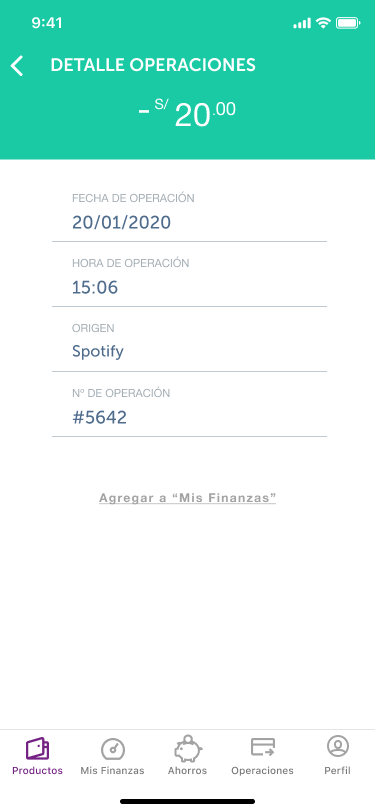 9:41
DETALLE OPERACIONES
- S/ 20.00
FECHA DE OPERACIÓN
20/01/2020
HORA DE OPERACIÓN
15:06
ORIGEN
Spotify
Nº DE OPERACIÓN
#5642
Agregar a “Mis Finanzas”
Productos Mis Finanzas Ahorros Operaciones Perfil